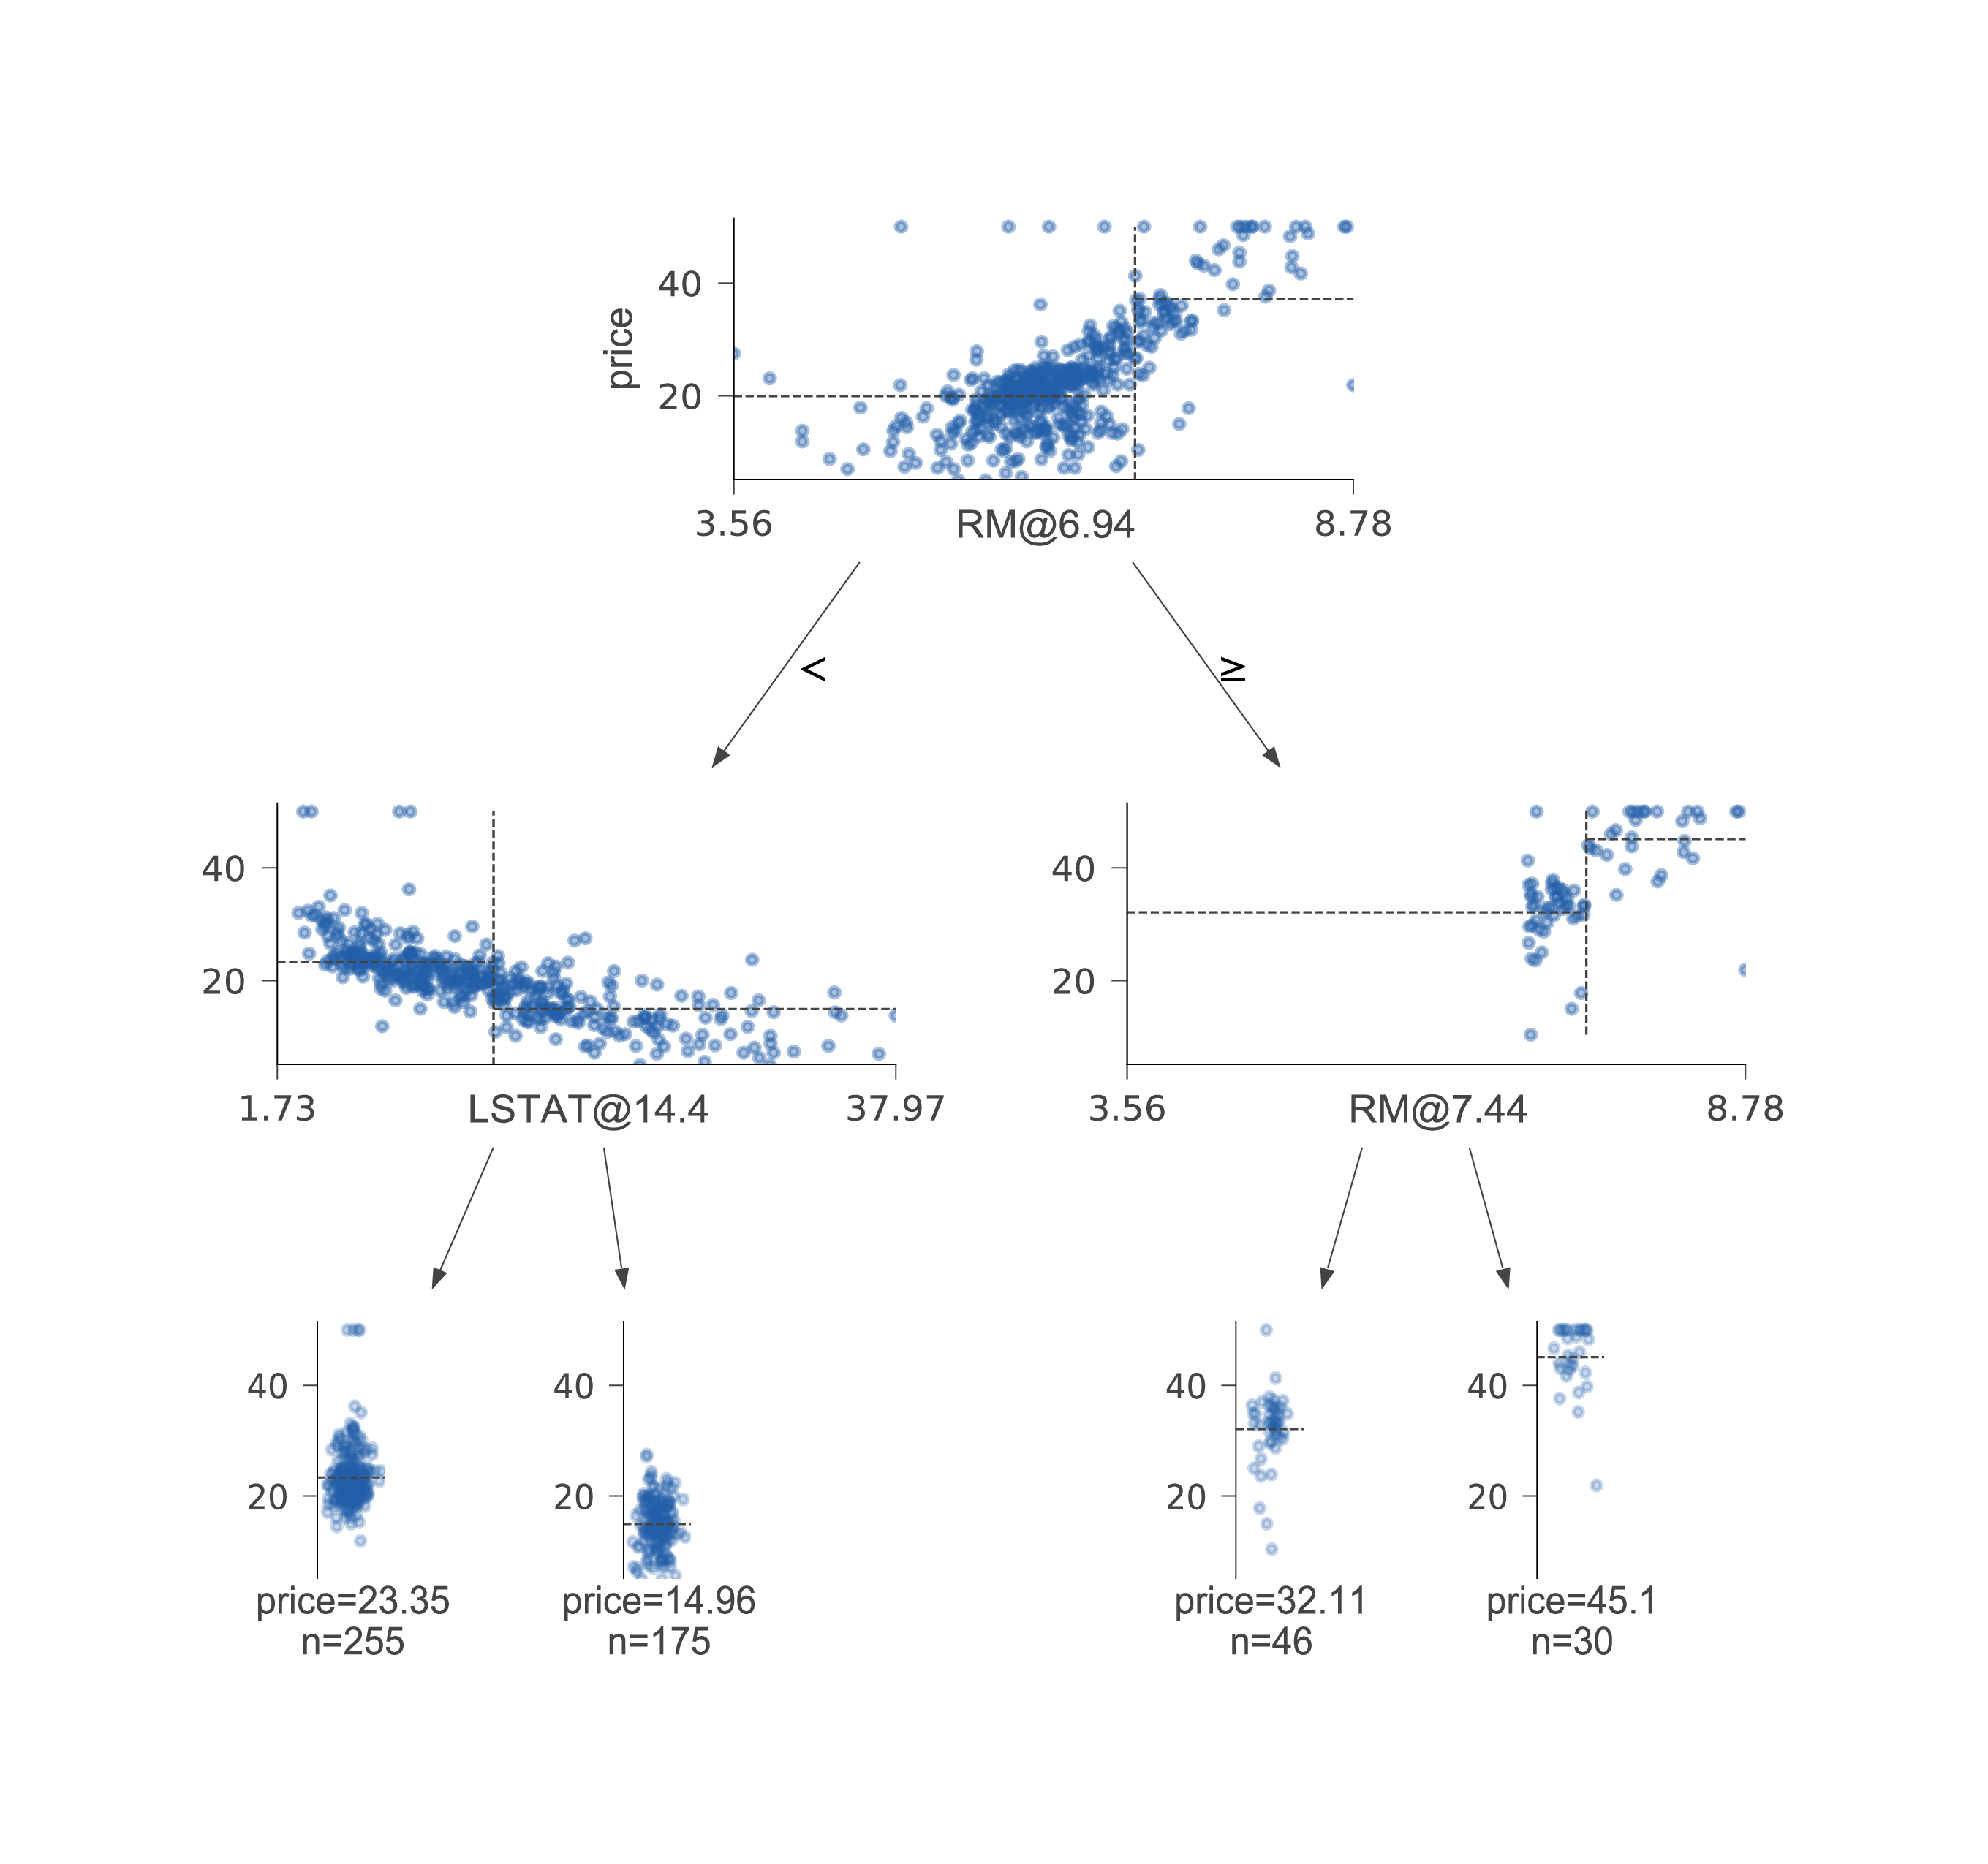 price
40
20
3.56 RM@6.94 8.78
< ≥
40 40
20 20
1.73 LSTAT@14.4 37.97 3.56 RM@7.44 8.78
40 40 40 40
20 20 20 20
price=23.35 price=14.96 price=32.11 price=45.1
n=255 n=175 n=46 n=30